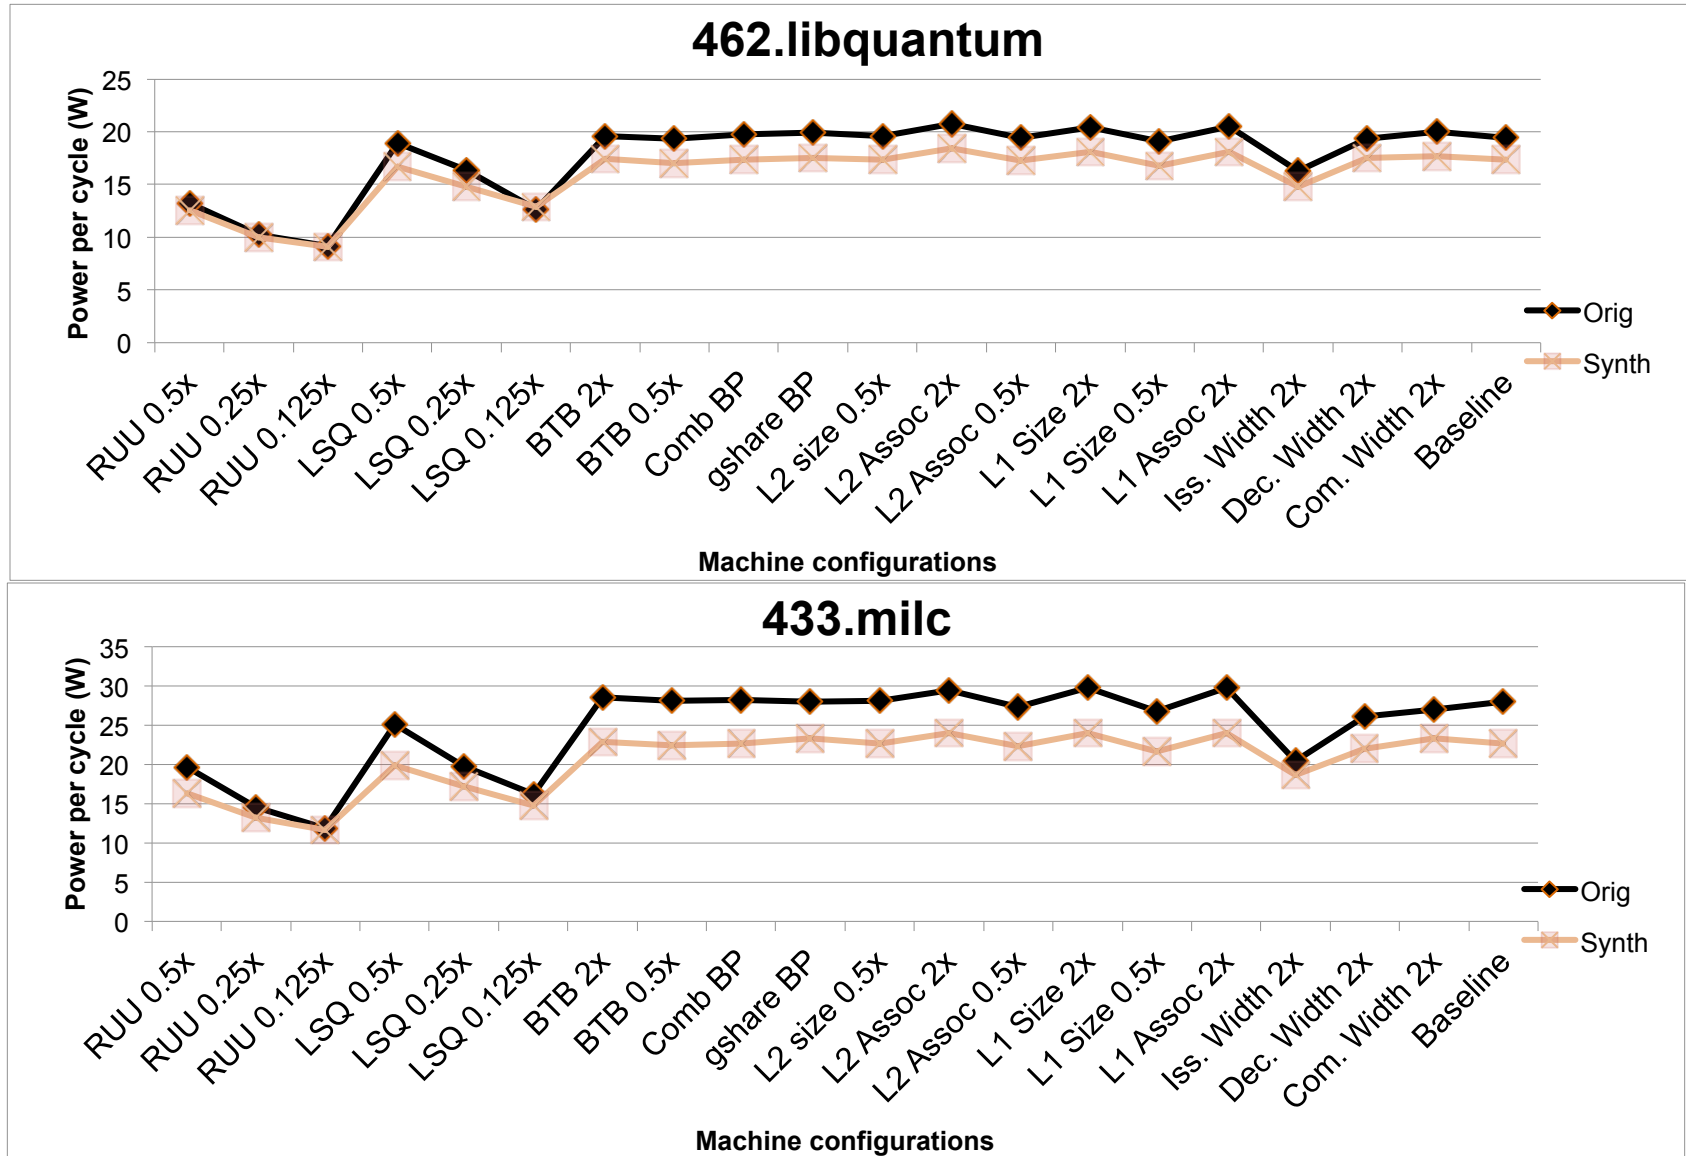 462.libquantum
Power per cycle (W)
25
20
15
10
5
0
Orig
Synth
RUU 0.5x
RUU 0.25x
RUU 0.125x
LSQ 0.5x
LSQ 0.25x
LSQ 0.125x
BTB 2x
BTB 0.5x
Comb BP
gshare BP
L2 size 0.5x
L2 Assoc 2x
L2 Assoc 0.5x
L1 Size 2x
L1 Size 0.5x
L1 Assoc 2x
Iss. Width 2x
Dec. Width 2x
Com. Width 2x
Baseline
Machine configurations
433.milc
Power per cycle (W)
35
30
25
20
15
10
5
0
Orig
Synth
RUU 0.5x
RUU 0.25x
RUU 0.125x
LSQ 0.5x
LSQ 0.25x
LSQ 0.125x
BTB 2x
BTB 0.5x
Comb BP
gshare BP
L2 size 0.5x
L2 Assoc 2x
L2 Assoc 0.5x
L1 Size 2x
L1 Size 0.5x
L1 Assoc 2x
Iss. Width 2x
Dec. Width 2x
Com. Width 2x
Baseline
Machine configurations